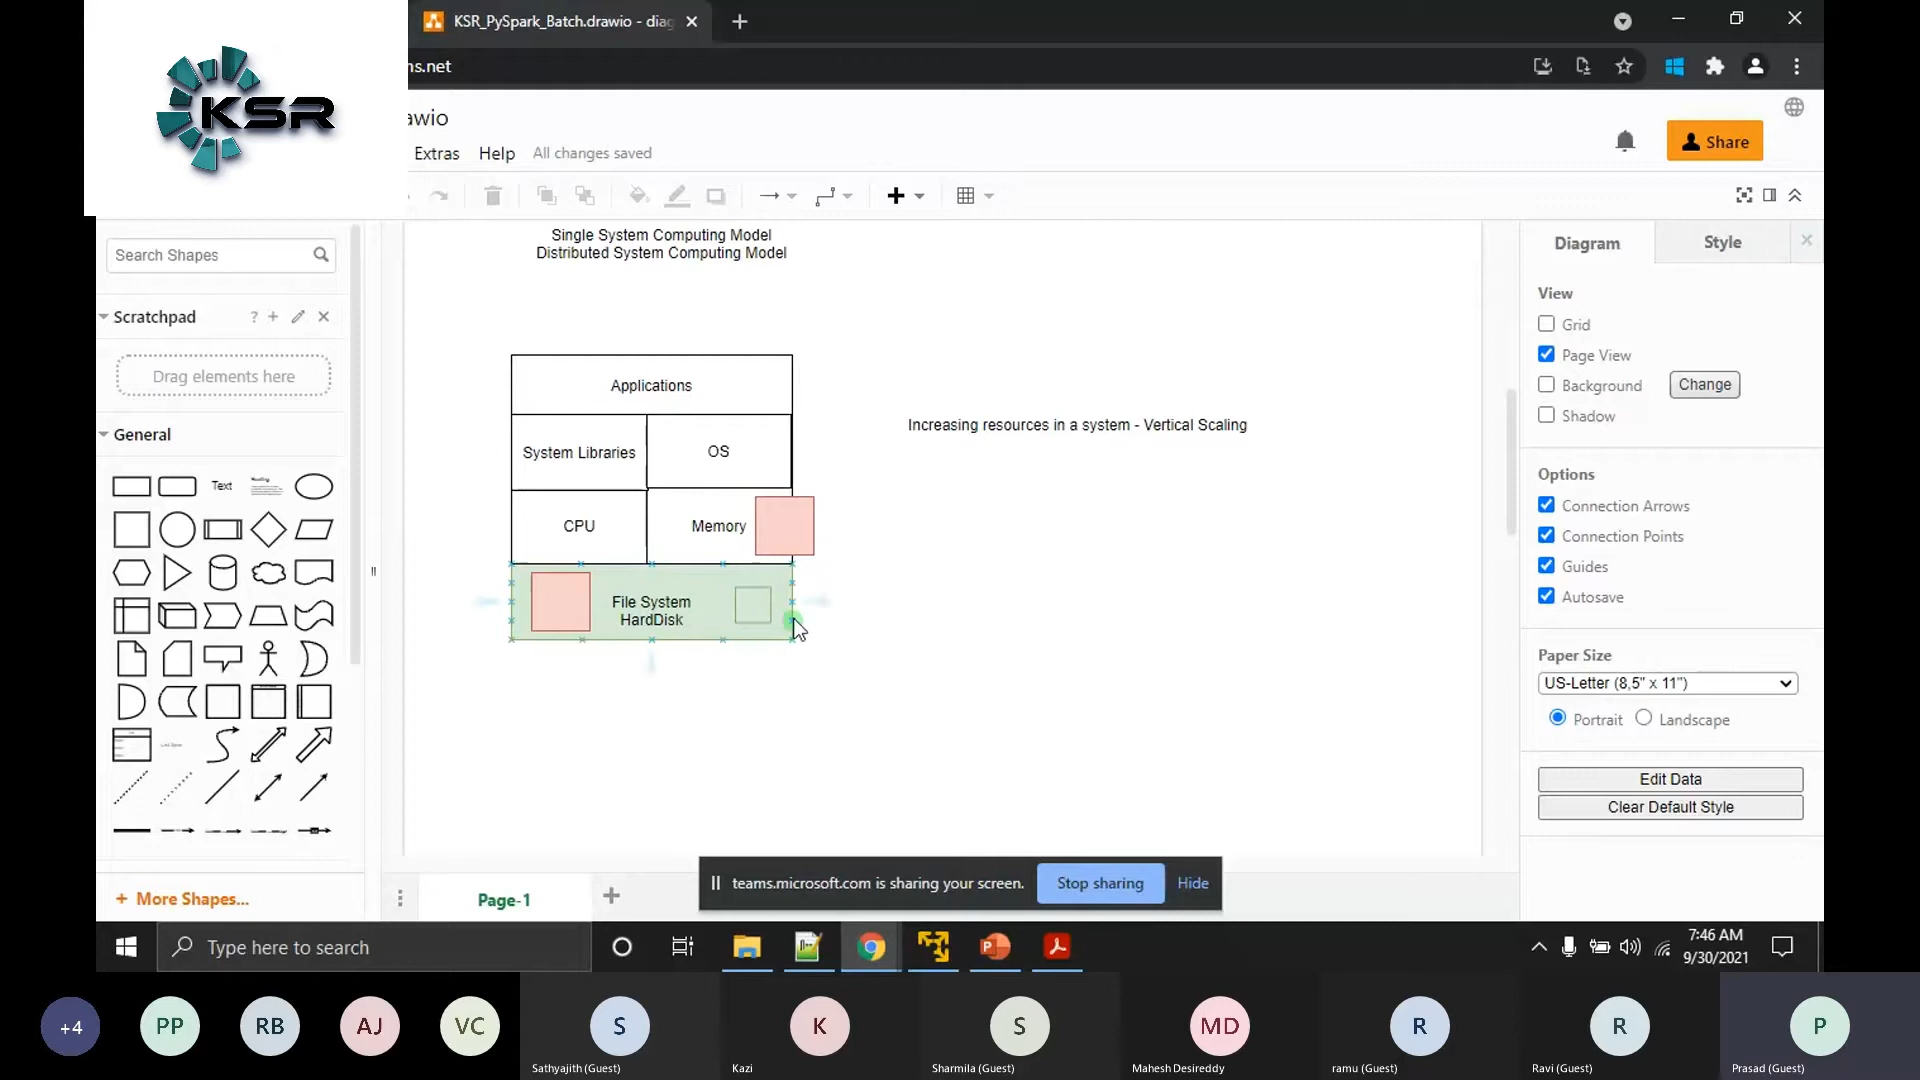 KSR
KSR_PySpark_Batch.drawio - diag
ns.net
awio
Extras
Help
All changes saved
Share
Search Shapes
Scratchpad
?
Drag elements here
General
Text
Heading
More Shapes...
Single System Computing Model
Distributed System Computing Model
Applications
System Libraries
OS
CPU
Memory
File System
HardDisk
Increasing resources in a system - Vertical Scaling
Diagram
Style
View
Grid
Page View
Background
Change
Shadow
Options
Connection Arrows
Connection Points
Guides
Autosave
Paper Size
US-Letter (8,5" x 11")
Portrait
Landscape
Edit Data
Clear Default Style
Page-1
teams.microsoft.com is sharing your screen.
Stop sharing
Hide
Type here to search
7:46 AM
9/30/2021
+4
PP
RB
AJ
VC
S
Sathyajith (Guest)
K
Kazi
S
Sharmila (Guest)
MD
Mahesh Desireddy
R
ramu (Guest)
R
Ravi (Guest)
P
Prasad (Guest)